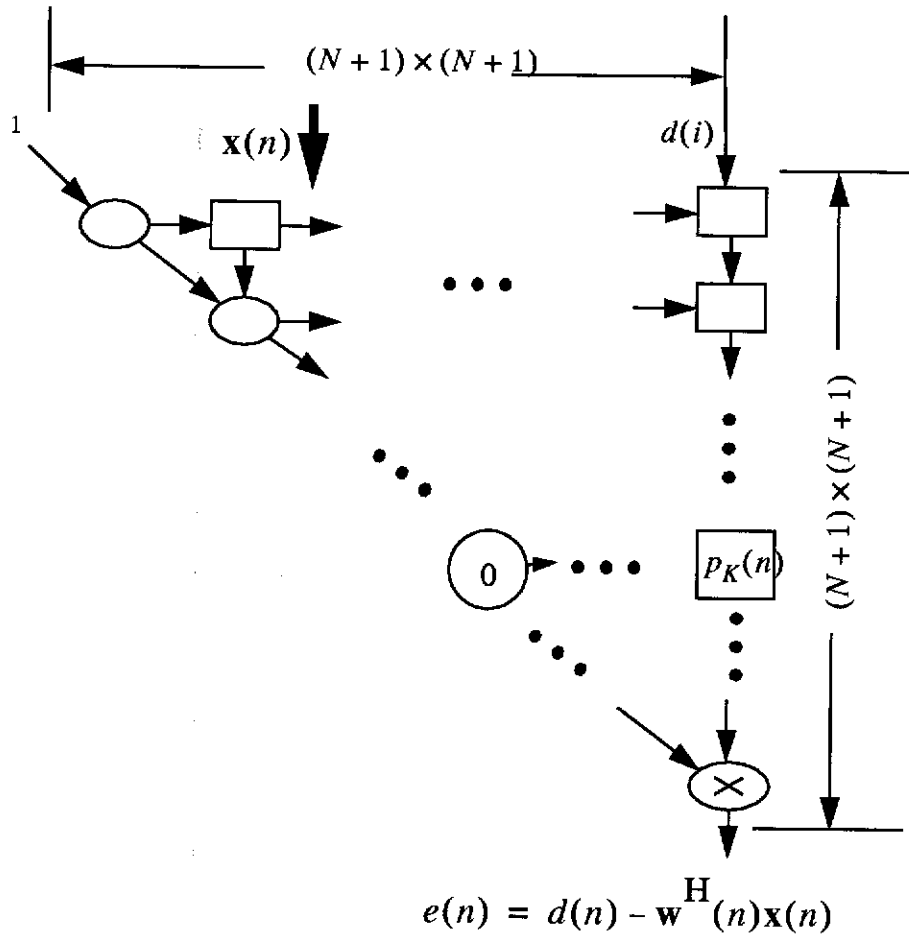 (N + 1) × (N + 1)
1
x(n)
d(i)
(N + 1) × (N + 1)
0
p_K(n)
e(n) = d(n) − w^H(n)x(n)